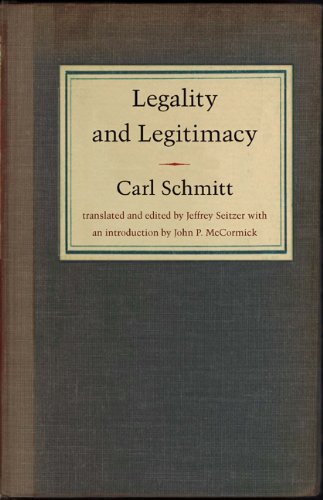 Legality
and Legitimacy
Carl Schmitt
translated and edited by Jeffrey Seitzer with
an introduction by John P. McCormick